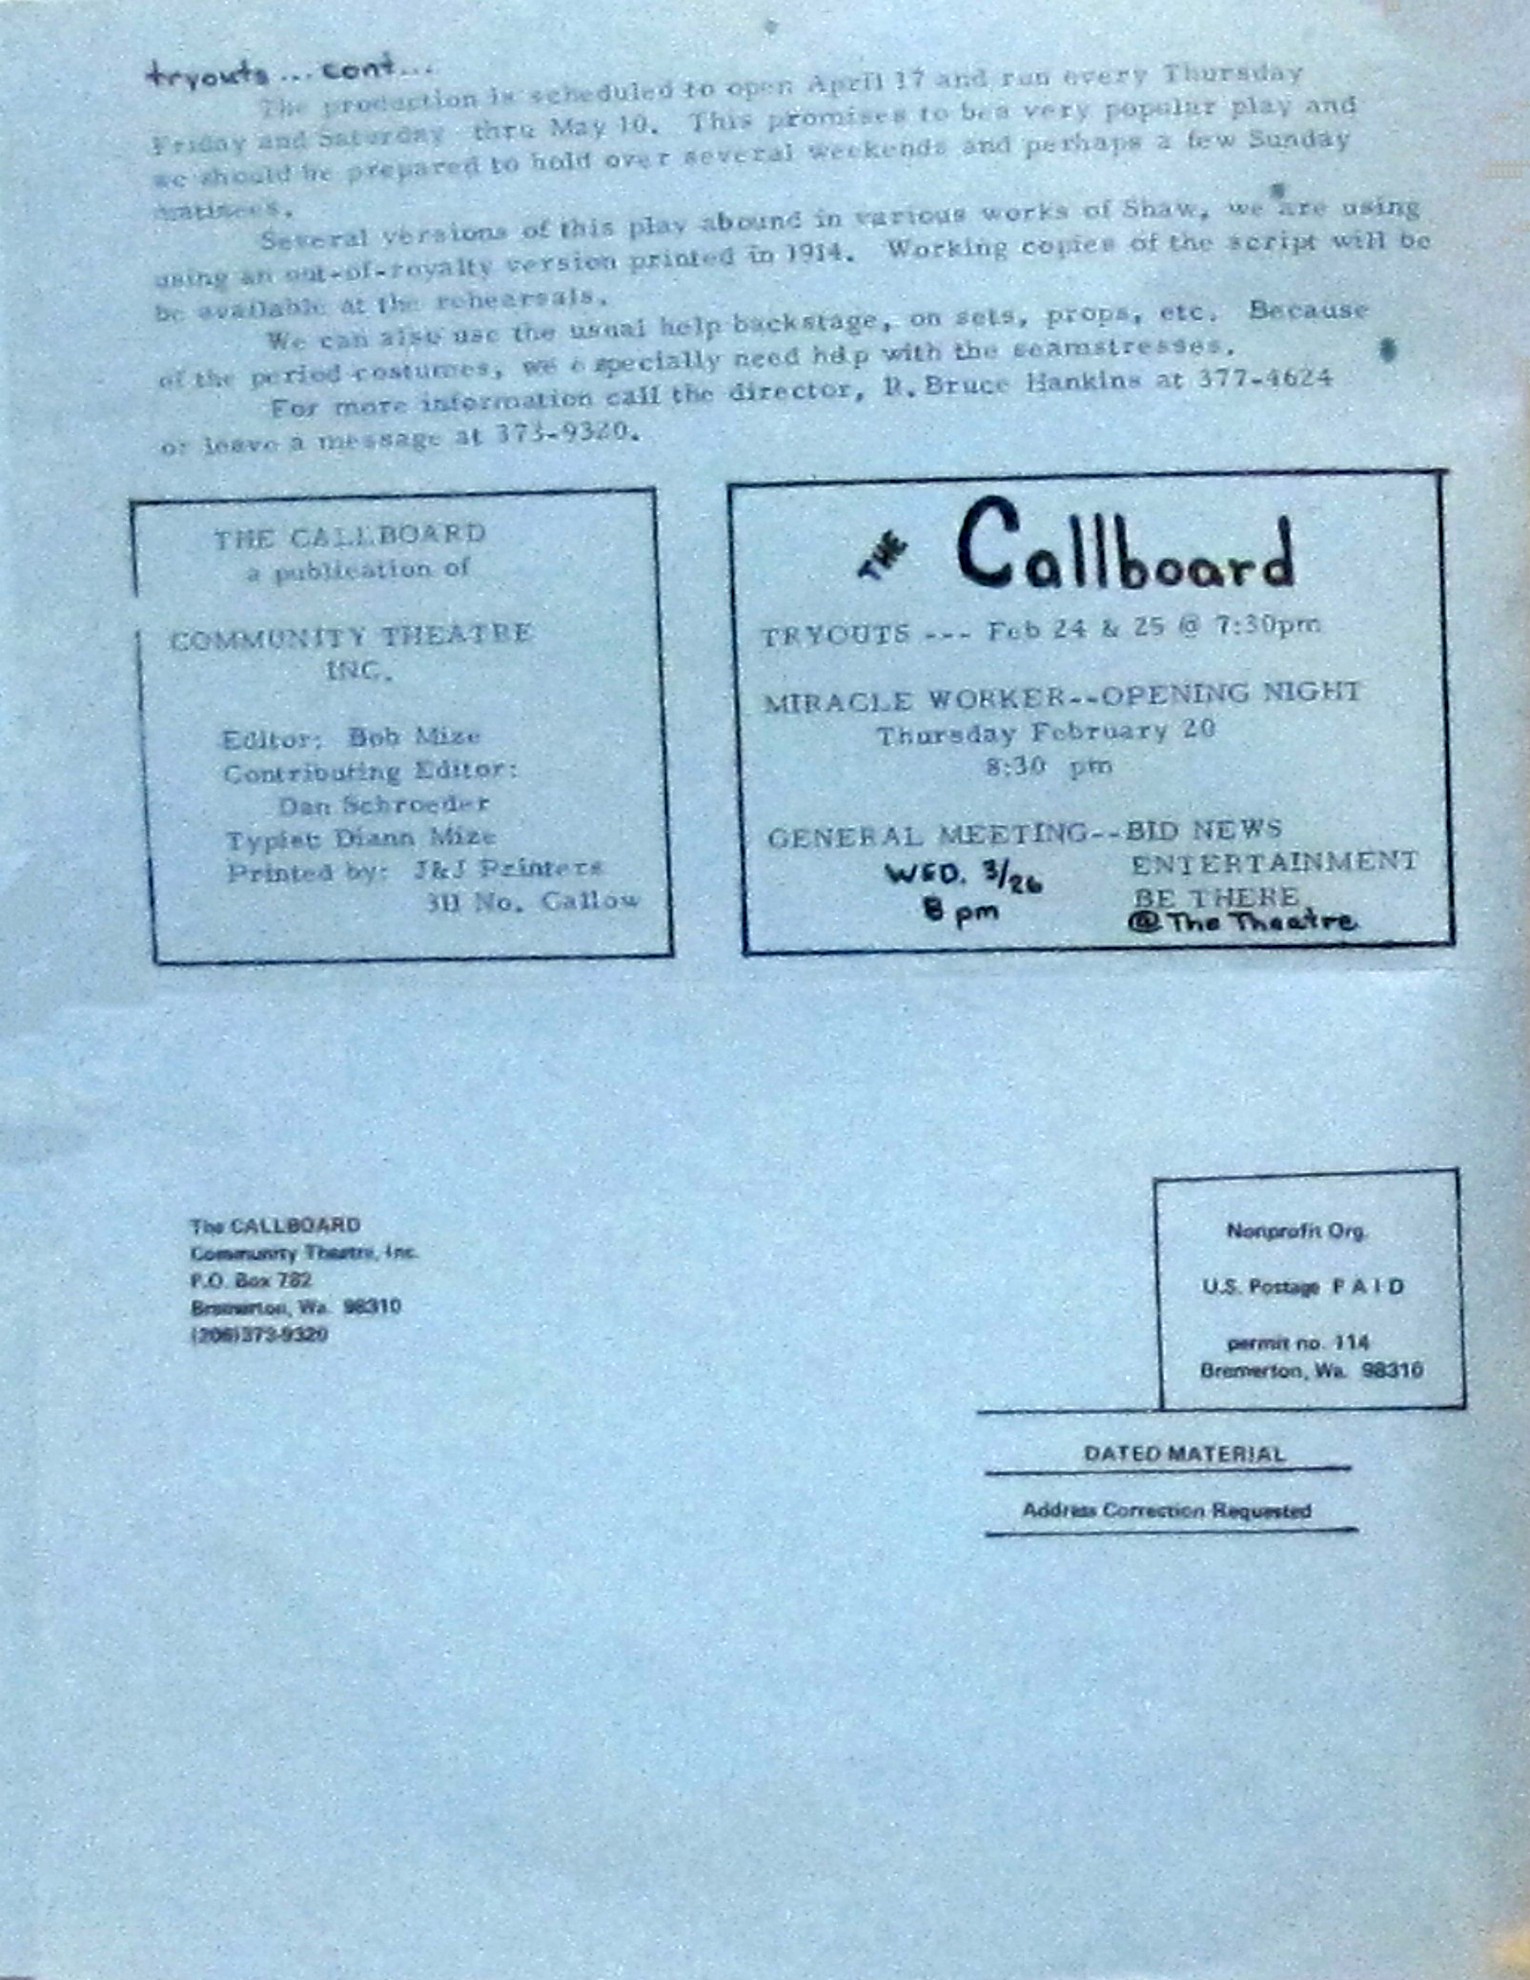 tryouts ... cont...
The production is scheduled to open April 17 and run every Thursday
Friday and Saturday thru May 10. This promises to be a very popular play and
we should be prepared to hold over several weekends and perhaps a few Sunday
matinees.
Several versions of this play abound in various works of Shaw, we are using
using an out-of-royalty version printed in 1914. Working copies of the script will be
be available at the rehearsals.
We can also use the usual help backstage, on sets, props, etc. Because
of the period costumes, we especially need help with the seamstresses.
For more information call the director, R. Bruce Hankins at 377-4624
or leave a message at 373-9320.
THE CALLBOARD
a publication of
COMMUNITY THEATRE
INC.
Editor: Bob Mize
Contributing Editor:
Dan Schroeder
Typist: Diann Mize
Printed by: J&J Printers
311 No. Callow
THE Callboard
TRYOUTS --- Feb 24 & 25 @ 7:30pm
MIRACLE WORKER--OPENING NIGHT
Thursday February 20
8:30 pm
GENERAL MEETING--BID NEWS
ENTERTAINMENT
WED. 3/26
BE THERE
8 pm
@ The Theatre
The CALLBOARD
Community Theatre, Inc.
P.O. Box 782
Bremerton, Wa. 98310
(206)373-9320
Nonprofit Org.
U.S. Postage P A I D
permit no. 114
Bremerton, Wa. 98310
DATED MATERIAL
Address Correction Requested